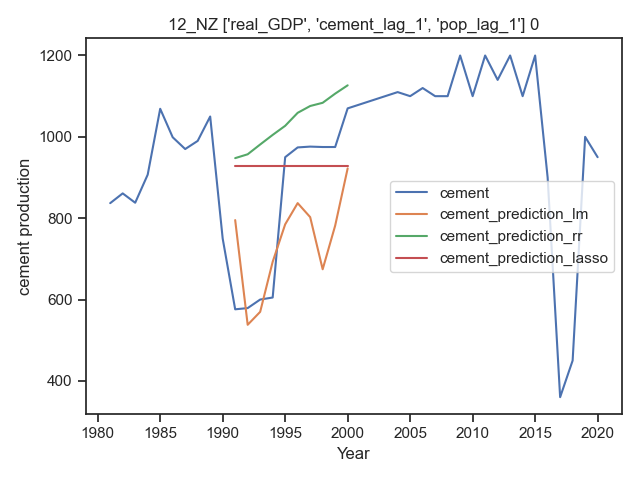 12_NZ ['real_GDP', 'cement_lag_1', 'pop_lag_1'] 0
1200
1000
800
600
400
cement production
cement
cement_prediction_lm
cement_prediction_rr
cement_prediction_lasso
1980 1985 1990 1995 2000 2005 2010 2015 2020
Year